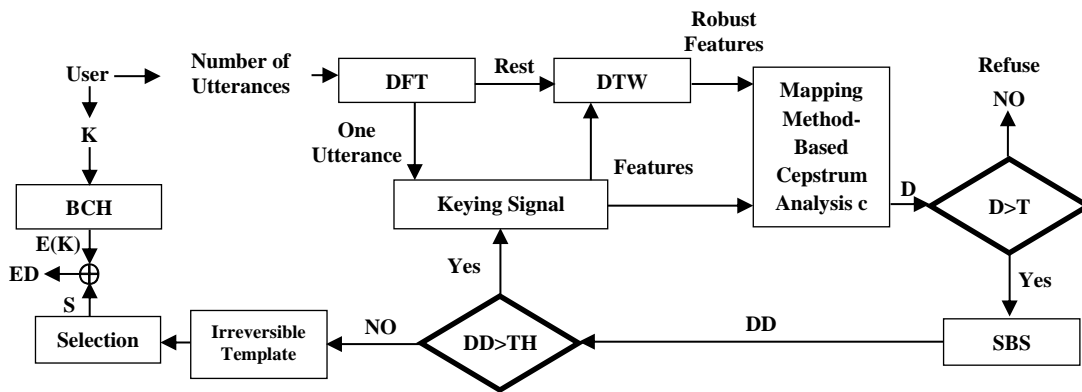 Robust
Features
Number of
Utterances
User
DFT
Rest
DTW
Refuse
NO
K
One
Utterance
Mapping
Method-
Based
Cepstrum
Analysis c
Features
BCH
Keying Signal
D
D>T
E(K)
ED
Yes
Yes
S
Selection
Irreversible
Template
NO
DD>TH
DD
SBS